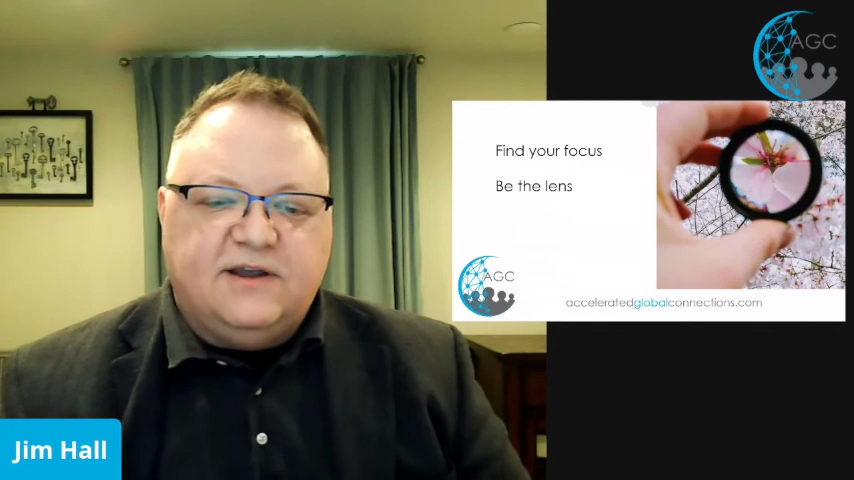 AGC
Find your focus
Be the lens
AGC
acceleratedglobalconnections.com
Jim Hall